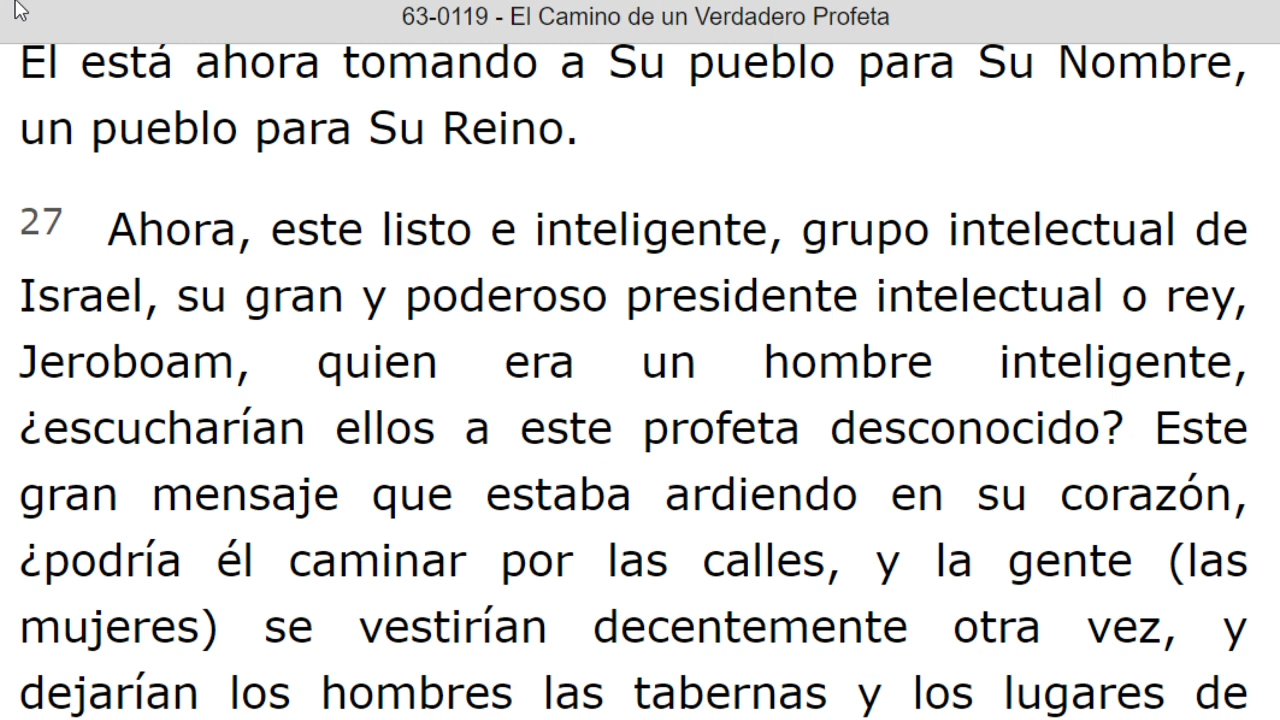 63-0119 - El Camino de un Verdadero Profeta
El está ahora tomando a Su pueblo para Su Nombre,
un pueblo para Su Reino.
27 Ahora, este listo e inteligente, grupo intelectual de
Israel, su gran y poderoso presidente intelectual o rey,
Jeroboam, quien era un hombre inteligente,
¿escucharían ellos a este profeta desconocido? Este
gran mensaje que estaba ardiendo en su corazón,
¿podría él caminar por las calles, y la gente (las
mujeres) se vestirían decentemente otra vez, y
dejarían los hombres las tabernas y los lugares de